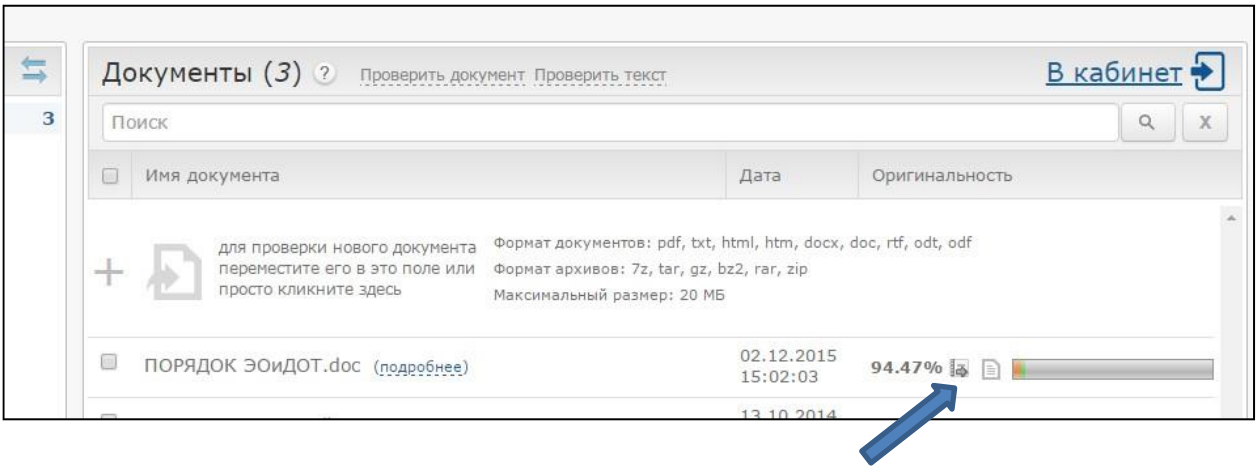 Документы (3) ? Проверить документ Проверить текст В кабинет
3
Поиск X
Имя документа Дата Оригинальность
для проверки нового документа
переместите его в это поле или
просто кликните здесь
Формат документов: pdf, txt, html, htm, docx, doc, rtf, odt, odf
Формат архивов: 7z, tar, gz, bz2, rar, zip
Максимальный размер: 20 МБ
ПОРЯДОК ЭОиДОТ.doc (подробнее)
02.12.2015
15:02:03
94.47%
13.10.2014